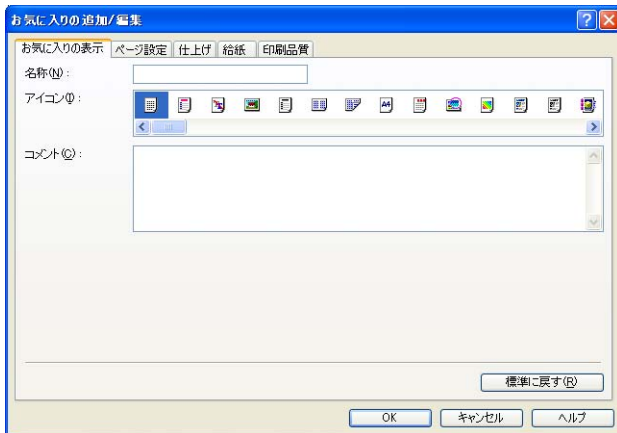 お気に入りの追加/編集
お気に入りの表示 ページ設定 仕上げ 給紙 印刷品質
名称(N):
アイコン(I):
コメント(C):
標準に戻す(R)
OK キャンセル ヘルプ